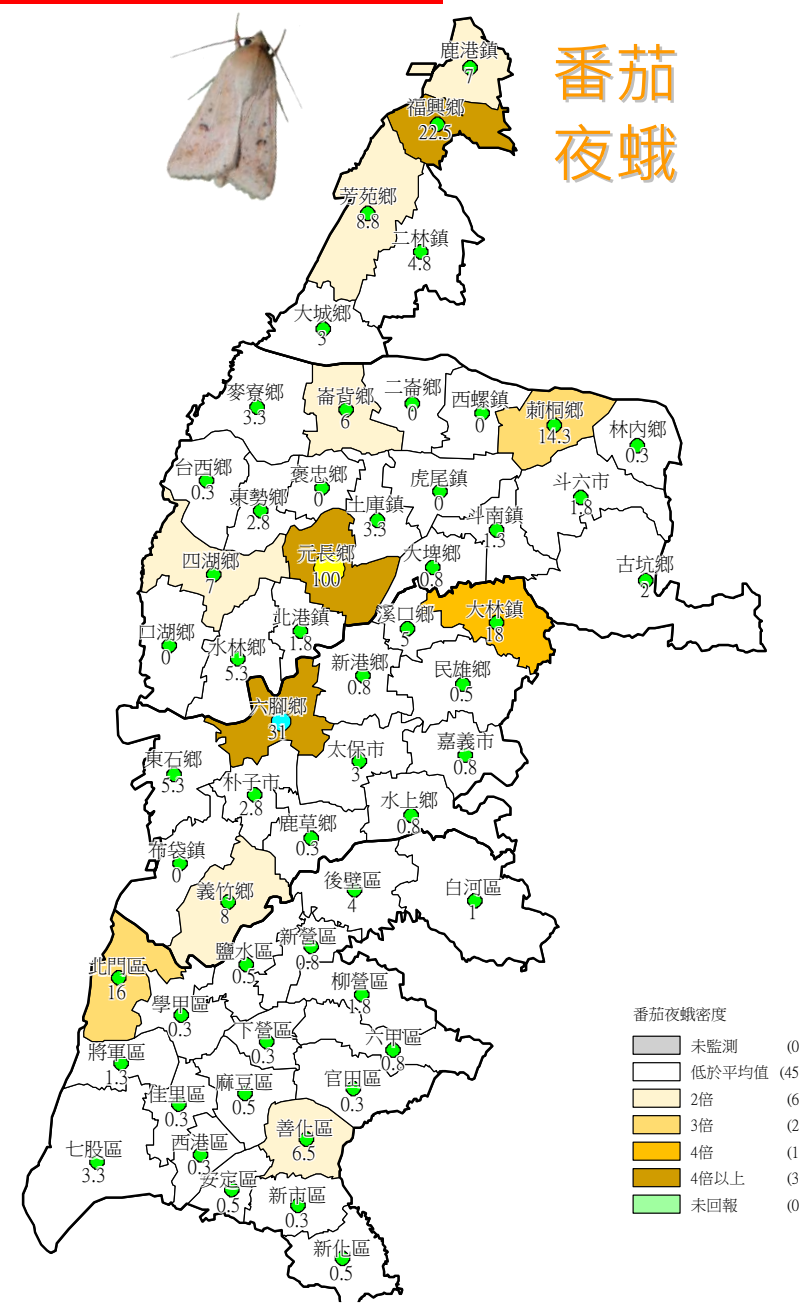 番茄
夜蛾
鹿港鎮
7
福興鄉
22.5
芳苑鄉
8.8
二林鎮
4.8
大城鄉
3
麥寮鄉
3.3
崙背鄉
6
二崙鄉
0
西螺鎮
0
莿桐鄉
14.3
林內鄉
0.3
台西鄉
0.3
東勢鄉
2.8
褒忠鄉
0
土庫鎮
3.3
虎尾鎮
0
斗南鎮
1.3
斗六市
1.8
四湖鄉
7
元長鄉
100
大埤鄉
0.8
古坑鄉
2
口湖鄉
0
水林鄉
5.3
北港鎮
1.8
溪口鄉
5
大林鎮
18
新港鄉
0.8
民雄鄉
0.5
六腳鄉
31
東石鄉
5.3
太保市
3
嘉義市
0.8
朴子市
2.8
鹿草鄉
0.3
水上鄉
0.8
布袋鎮
0
義竹鄉
8
後壁區
4
白河區
1
北門區
16
鹽水區
0.5
新營區
0.8
柳營區
1.8
學甲區
0.3
下營區
0.3
六甲區
0.8
將軍區
1.3
佳里區
0.3
麻豆區
0.5
官田區
0.3
七股區
3.3
西港區
0.3
善化區
6.5
安定區
0.5
新市區
0.3
新化區
0.5
番茄夜蛾密度
未監測 (0
低於平均值 (45
2倍 (6
3倍 (2
4倍 (1
4倍以上 (3
未回報 (0